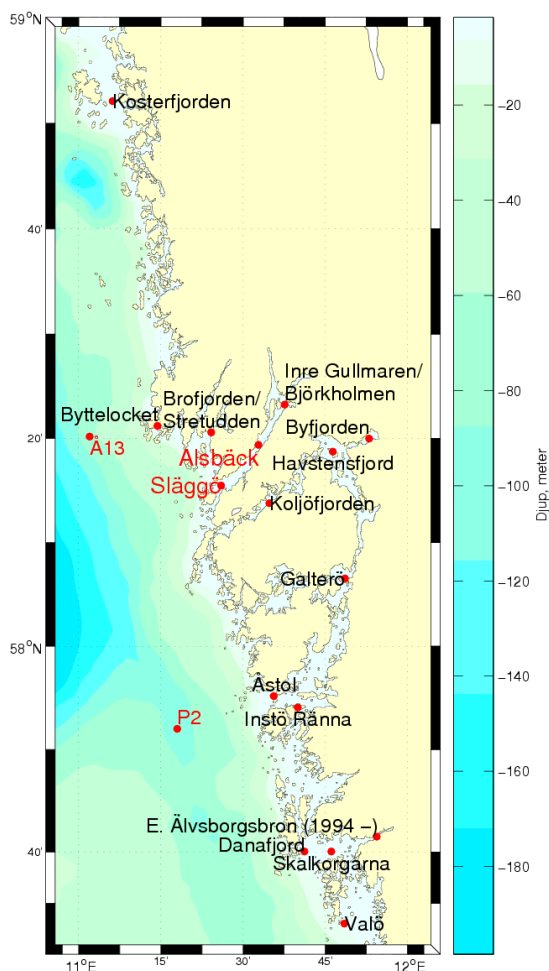 59°N
Kosterfjorden
-20
40'
-40
-60
Inre Gullmaren/
Björkholmen
Brofjorden/
Stretudden
Byttelocket
Byfjorden
20'
A13
Alsbäck
Havstensfjord
Släggö
Koljöfjorden
-80
-100
Djup, meter
-120
Galterö
58°N
-140
Åstol
Instö Ränna
P2
-160
E. Älvsborgsbron (1994 –)
Danafjord
40'
Skalkorgarna
-180
Valö
11°E
15'
30'
45'
12°E